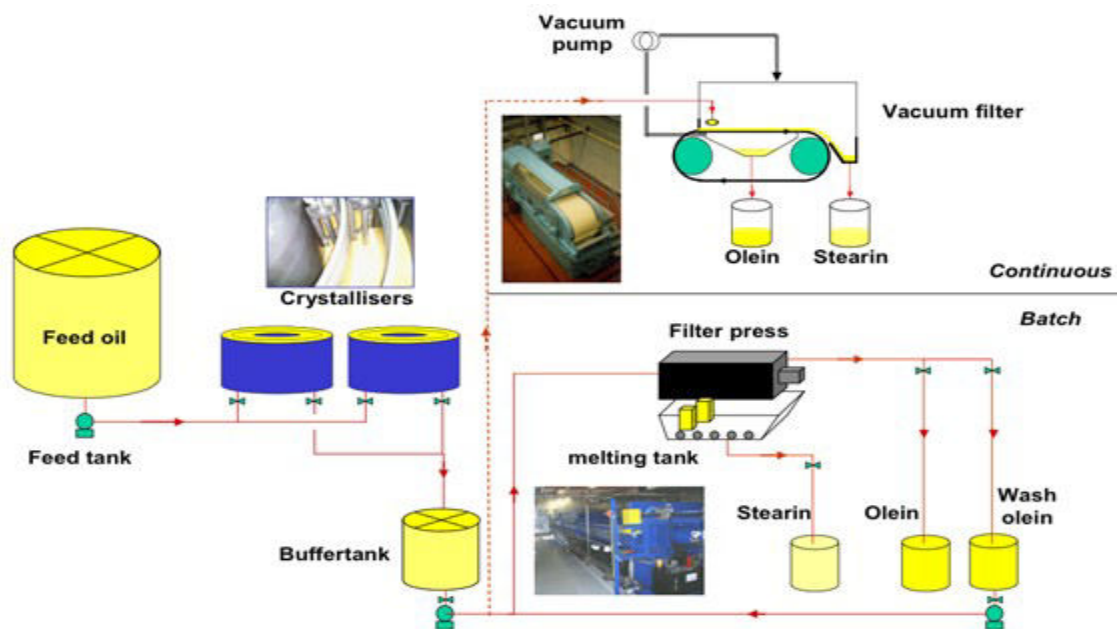 Vacuum
pump
Vacuum filter
Olein
Stearin
Continuous
Batch
Crystallisers
Feed oil
Feed tank
Buffertank
Filter press
melting tank
Stearin
Olein
Wash
olein